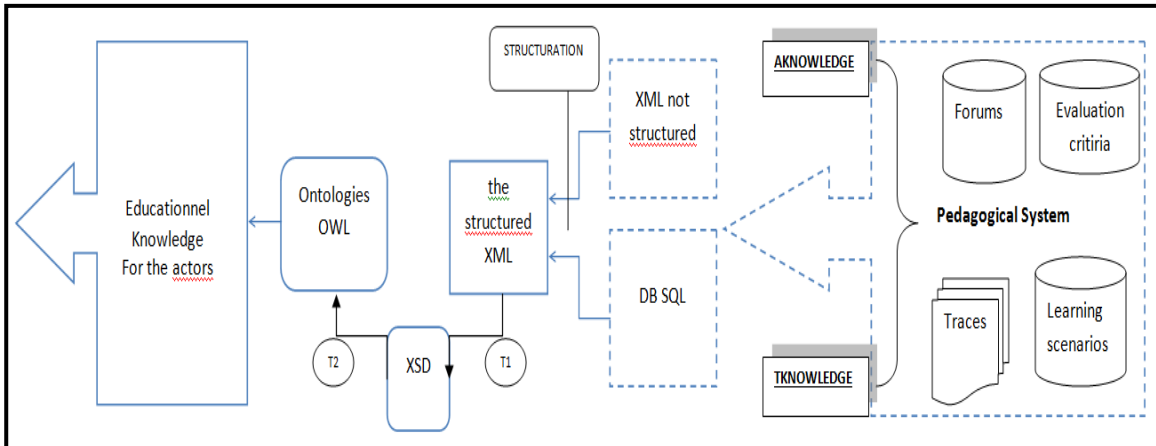 STRUCTURATION
AKNOWLEDGE
XML not
structured
Forums
Evaluation
critiria
Educationnel
Knowledge
For the actors
Ontologies
OWL
the
structured
XML
Pedagogical System
DB SQL
Traces
Learning
scenarios
T2
XSD
T1
TKNOWLEDGE